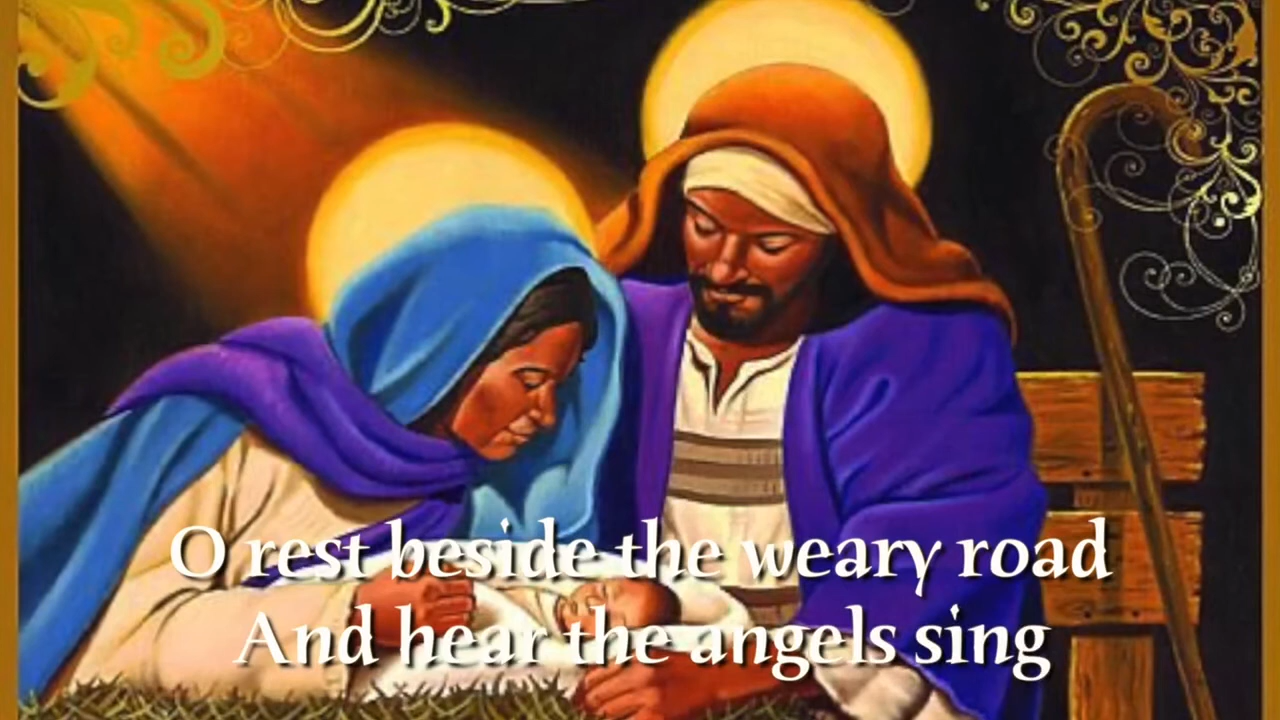 O rest beside the weary road
And hear the angels sing